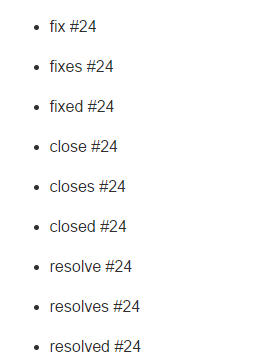 • fix #24
• fixes #24
• fixed #24
• close #24
• closes #24
• closed #24
• resolve #24
• resolves #24
• resolved #24